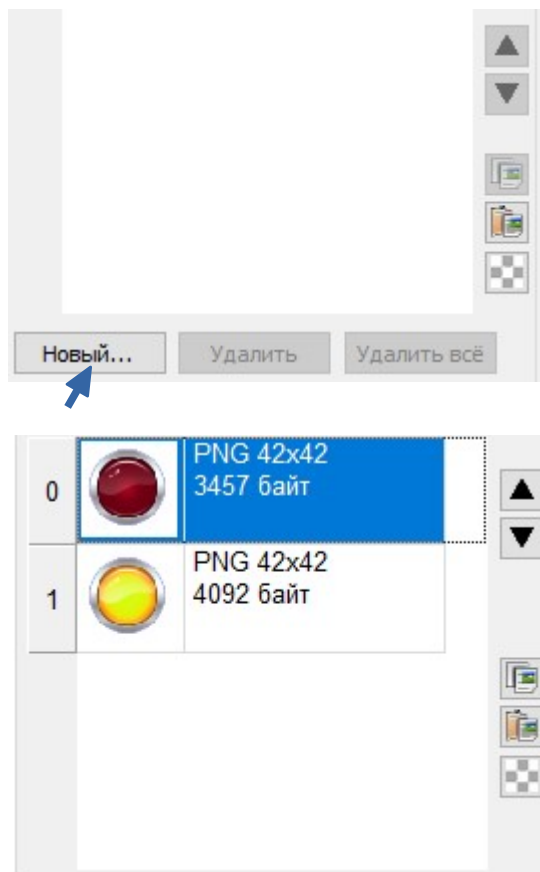 Новый... Удалить Удалить всё
0 PNG 42x42
3457 байт
1 PNG 42x42
4092 байт